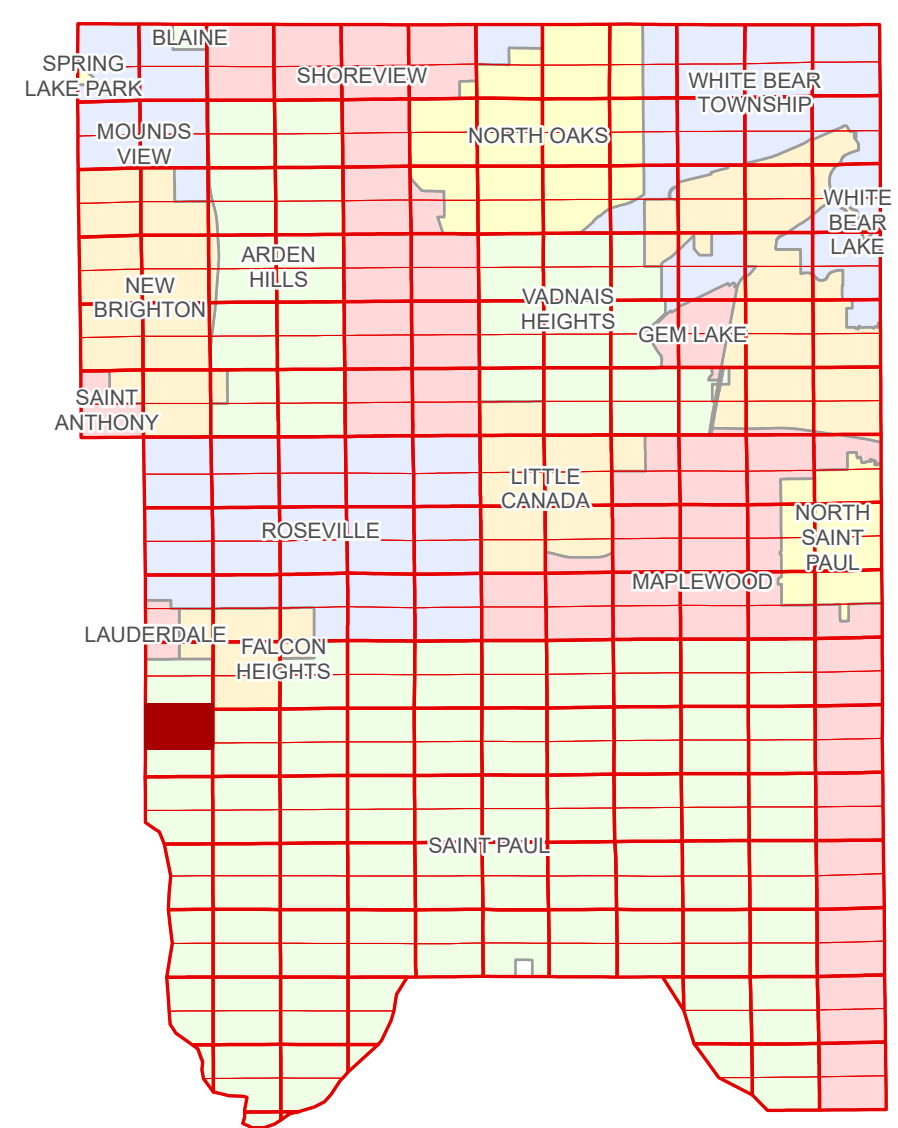 BLAINE
SPRING
LAKE PARK
SHOREVIEW
WHITE BEAR
TOWNSHIP
MOUNDS
VIEW
NORTH OAKS
WHITE
BEAR
LAKE
ARDEN
HILLS
NEW
BRIGHTON
VADNAIS
HEIGHTS
GEM LAKE
SAINT
ANTHONY
LITTLE
CANADA
NORTH
SAINT
PAUL
ROSEVILLE
MAPLEWOOD
LAUDERDALE
FALCON
HEIGHTS
SAINT PAUL